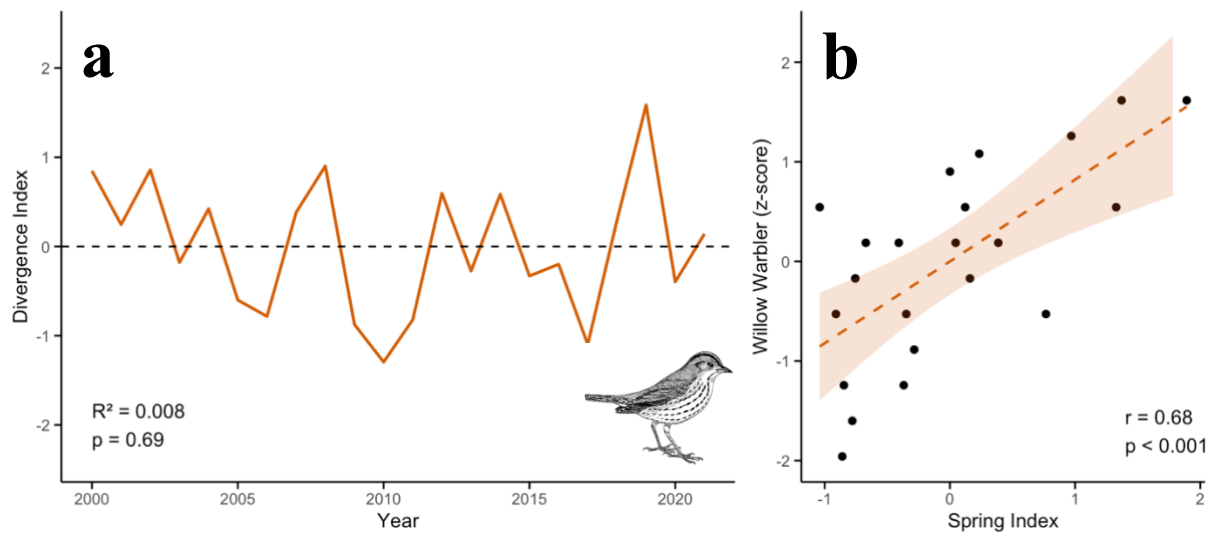 a
Divergence Index
2
1
0
-1
-2
R² = 0.008
p = 0.69
2000
2005
2010
2015
2020
Year
b
Willow Warbler (z-score)
2
1
0
-1
-2
r = 0.68
p < 0.001
-1
0
1
2
Spring Index